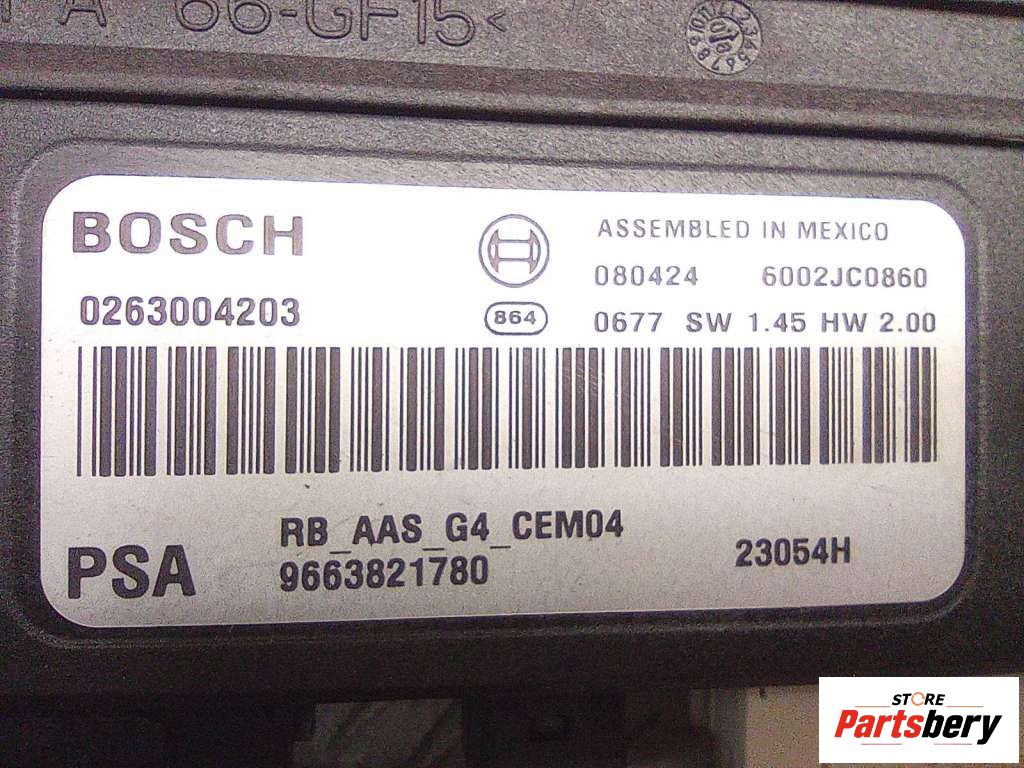 A 66-GF15<
BOSCH
0263004203
864
ASSEMBLED IN MEXICO
080424 6002JC0860
0677 SW 1.45 HW 2.00
PSA
RB_AAS_G4_CEM04
9663821780
23054H
STORE
Partsbery